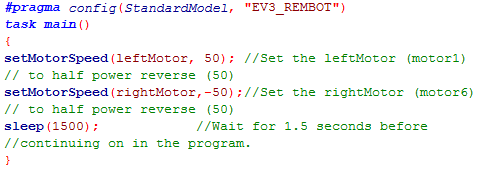 #pragma config(StandardModel, "EV3_REMBOT")
task main()
{
setMotorSpeed(leftMotor, 50); //Set the leftMotor (motor1)
// to half power reverse (50)
setMotorSpeed(rightMotor,-50);//Set the rightMotor (motor6)
// to half power reverse (50)
sleep(1500); //Wait for 1.5 seconds before
//continuing on in the program.
}